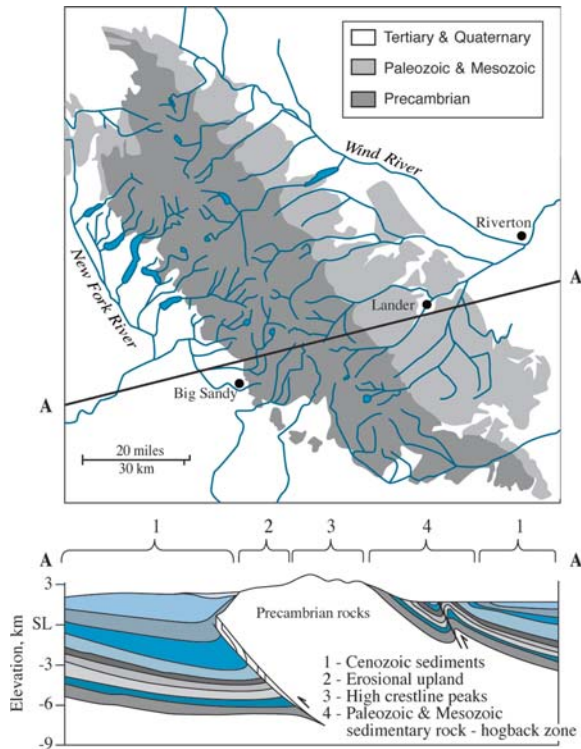 Tertiary & Quaternary
Paleozoic & Mesozoic
Precambrian
Wind River
Riverton
New Fork River
A
Lander
Big Sandy
A
20 miles
30 km
1 2 3 4 1
A A
3
SL
-3
-6
-9
Elevation, km
Precambrian rocks
1 - Cenozoic sediments
2 - Erosional upland
3 - High crestline peaks
4 - Paleozoic & Mesozoic
sedimentary rock - hogback zone